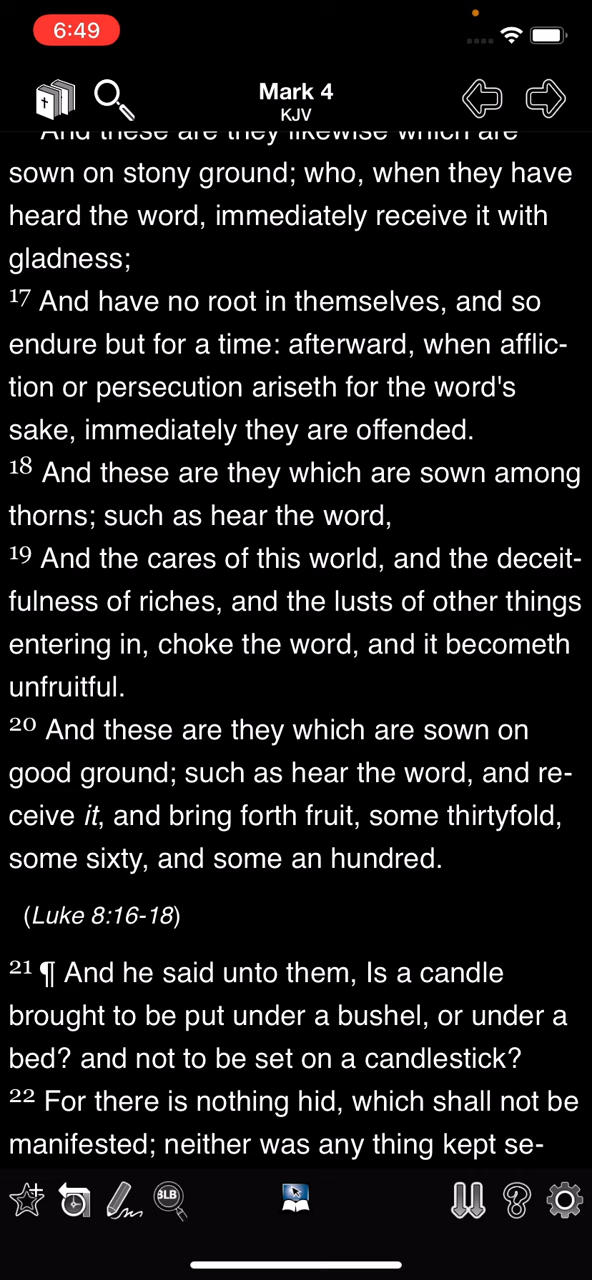 6:49
Mark 4
KJV
And these are they likewise which are
sown on stony ground; who, when they have
heard the word, immediately receive it with
gladness;
17 And have no root in themselves, and so
endure but for a time: afterward, when afflic-
tion or persecution ariseth for the word's
sake, immediately they are offended.
18 And these are they which are sown among
thorns; such as hear the word,
19 And the cares of this world, and the deceit-
fulness of riches, and the lusts of other things
entering in, choke the word, and it becometh
unfruitful.
20 And these are they which are sown on
good ground; such as hear the word, and re-
ceive it, and bring forth fruit, some thirtyfold,
some sixty, and some an hundred.
(Luke 8:16-18)
21 ¶ And he said unto them, Is a candle
brought to be put under a bushel, or under a
bed? and not to be set on a candlestick?
22 For there is nothing hid, which shall not be
manifested; neither was any thing kept se-
BLB